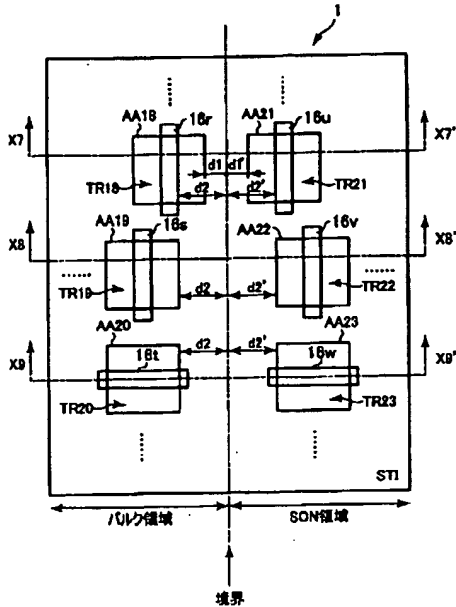 1
AA18 16r AA21 16u
X7 X7'
d1 d1'
TR18 d2 d2' TR21
AA19 16s AA22 16v
X8 X8'
TR19 d2 d2' TR22
AA20 AA23
d2 d2'
X9 16t 16w X9'
TR20 TR23
STI
バルク領域 SON領域
境界